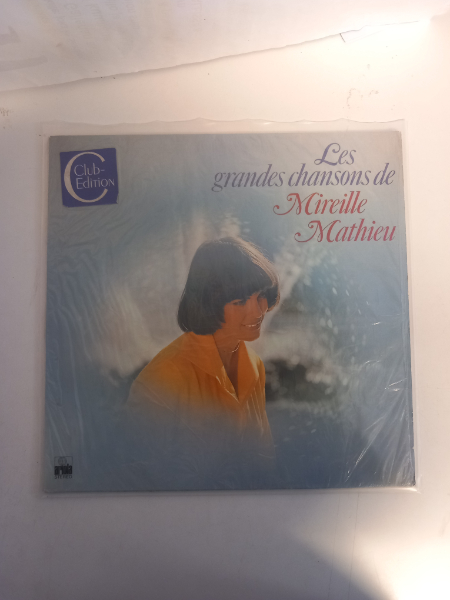 Club-
Edition
Les
grandes chansons de
Mireille
Mathieu